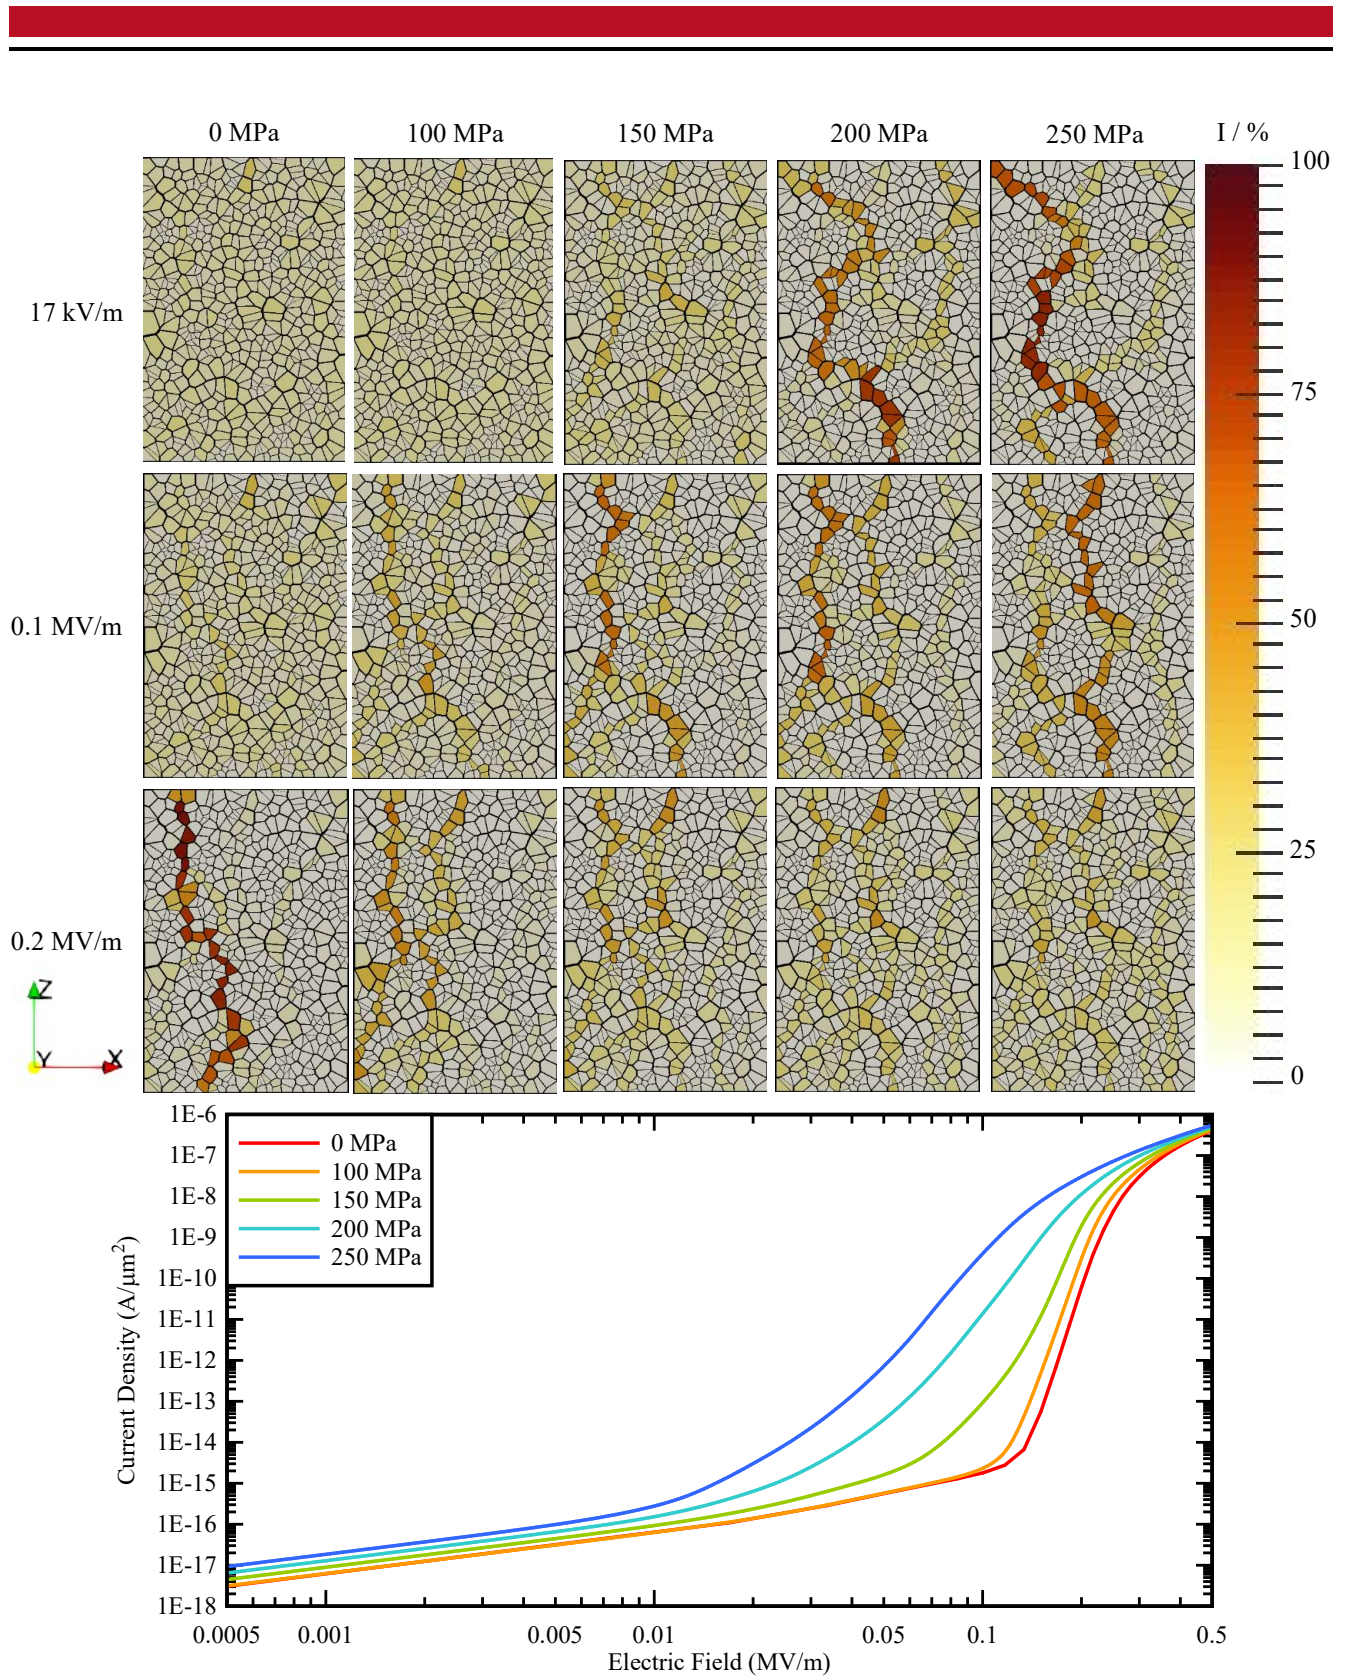 0 MPa 100 MPa 150 MPa 200 MPa 250 MPa I / %
100
17 kV/m
75
0.1 MV/m
50
25
0.2 MV/m
Z
Y X
0
1E-6
1E-7
1E-8
1E-9
1E-10
1E-11
1E-12
1E-13
1E-14
1E-15
1E-16
1E-17
1E-18
0 MPa
100 MPa
150 MPa
200 MPa
250 MPa
Current Density (A/µm²)
0.0005 0.001 0.005 0.01 0.05 0.1 0.5
Electric Field (MV/m)